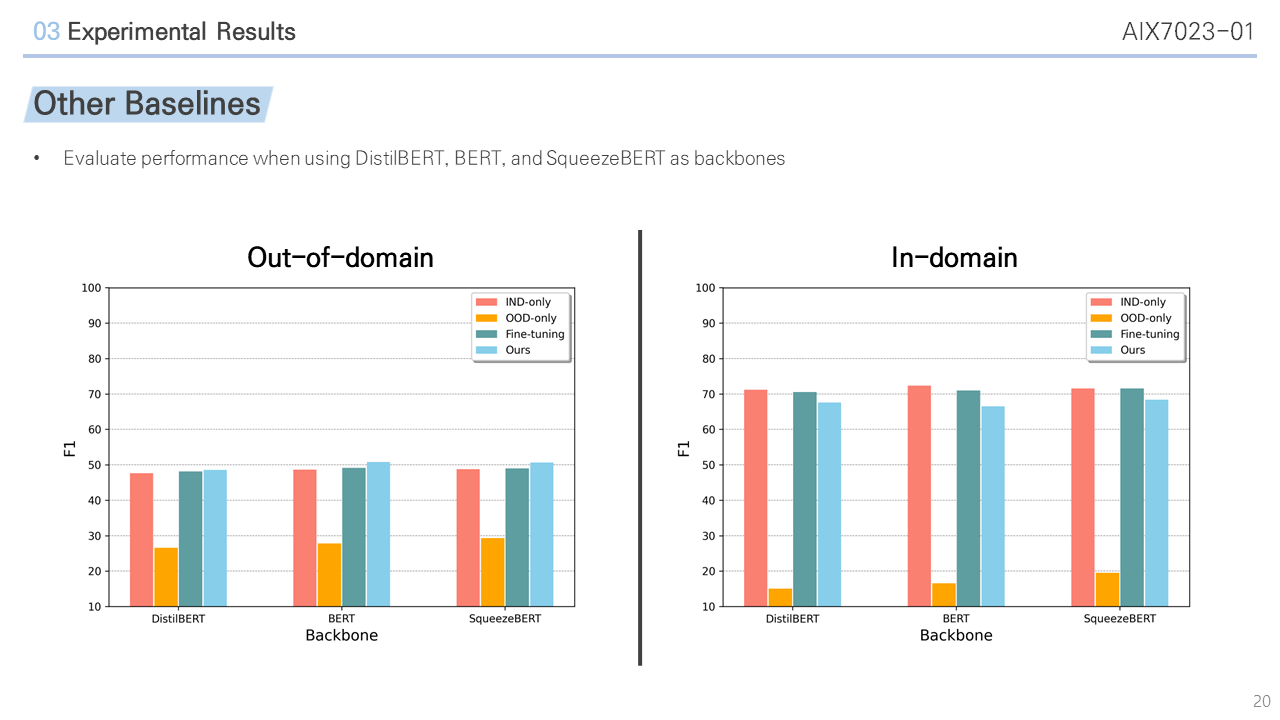 03 Experimental Results
AIX7023-01
Other Baselines
• Evaluate performance when using DistilBERT, BERT, and SqueezeBERT as backbones
Out-of-domain
100
90
80
70
60
50
40
30
20
10
F1
IND-only
OOD-only
Fine-tuning
Ours
DistilBERT
BERT
SqueezeBERT
Backbone
In-domain
100
90
80
70
60
50
40
30
20
10
F1
IND-only
OOD-only
Fine-tuning
Ours
DistilBERT
BERT
SqueezeBERT
Backbone
20